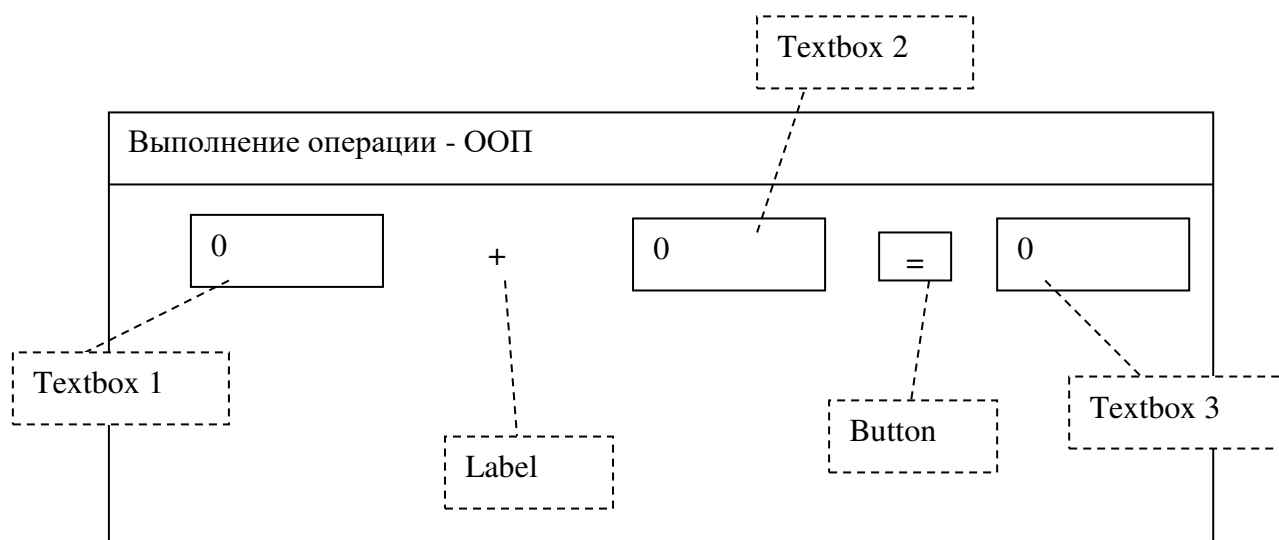 Textbox 2
Выполнение операции - ООП
0 + 0 = 0
Textbox 1
Textbox 3
Button
Label